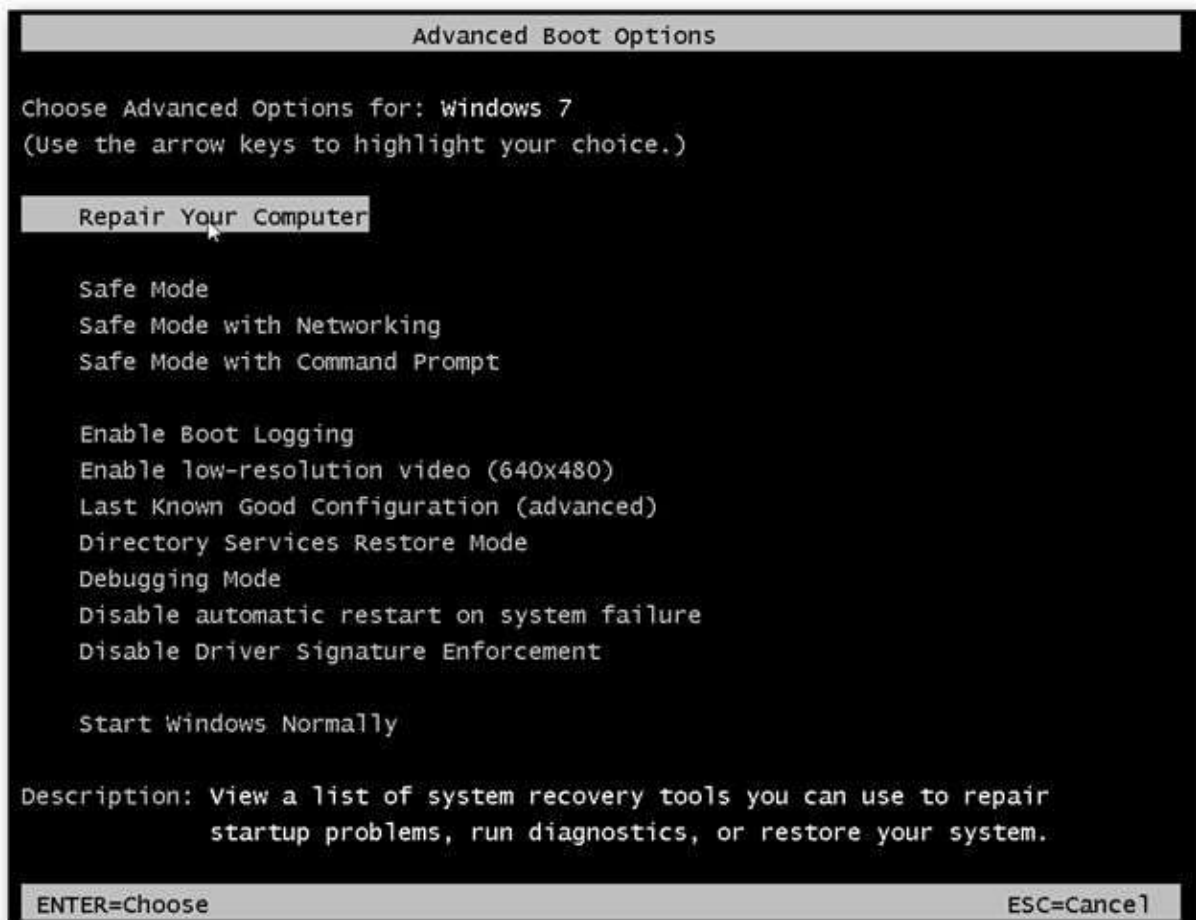 Advanced Boot Options
Choose Advanced Options for: Windows 7
(Use the arrow keys to highlight your choice.)
Repair Your Computer
Safe Mode
Safe Mode with Networking
Safe Mode with Command Prompt
Enable Boot Logging
Enable low-resolution video (640x480)
Last Known Good Configuration (advanced)
Directory Services Restore Mode
Debugging Mode
Disable automatic restart on system failure
Disable Driver Signature Enforcement
Start Windows Normally
Description: View a list of system recovery tools you can use to repair
startup problems, run diagnostics, or restore your system.
ENTER=Choose ESC=Cancel